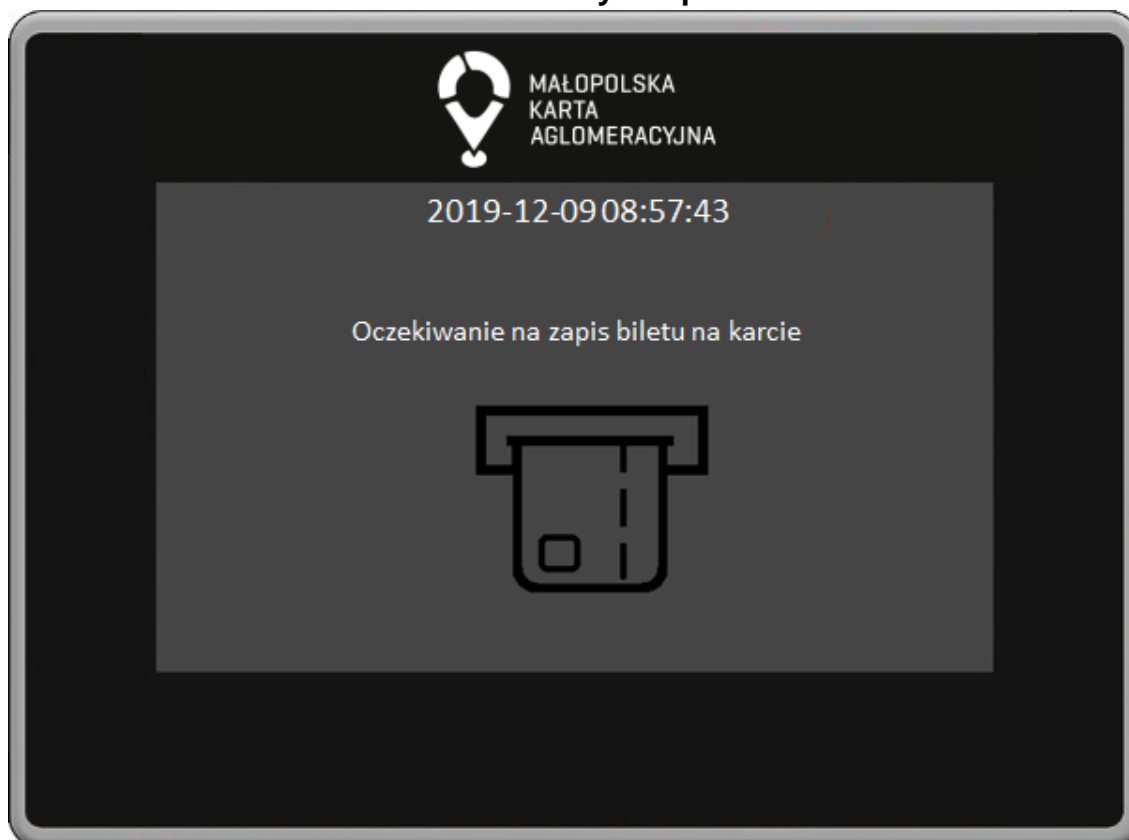 MAŁOPOLSKA
KARTA
AGLOMERACYJNA
2019-12-09 08:57:43
Oczekiwanie na zapis biletu na karcie